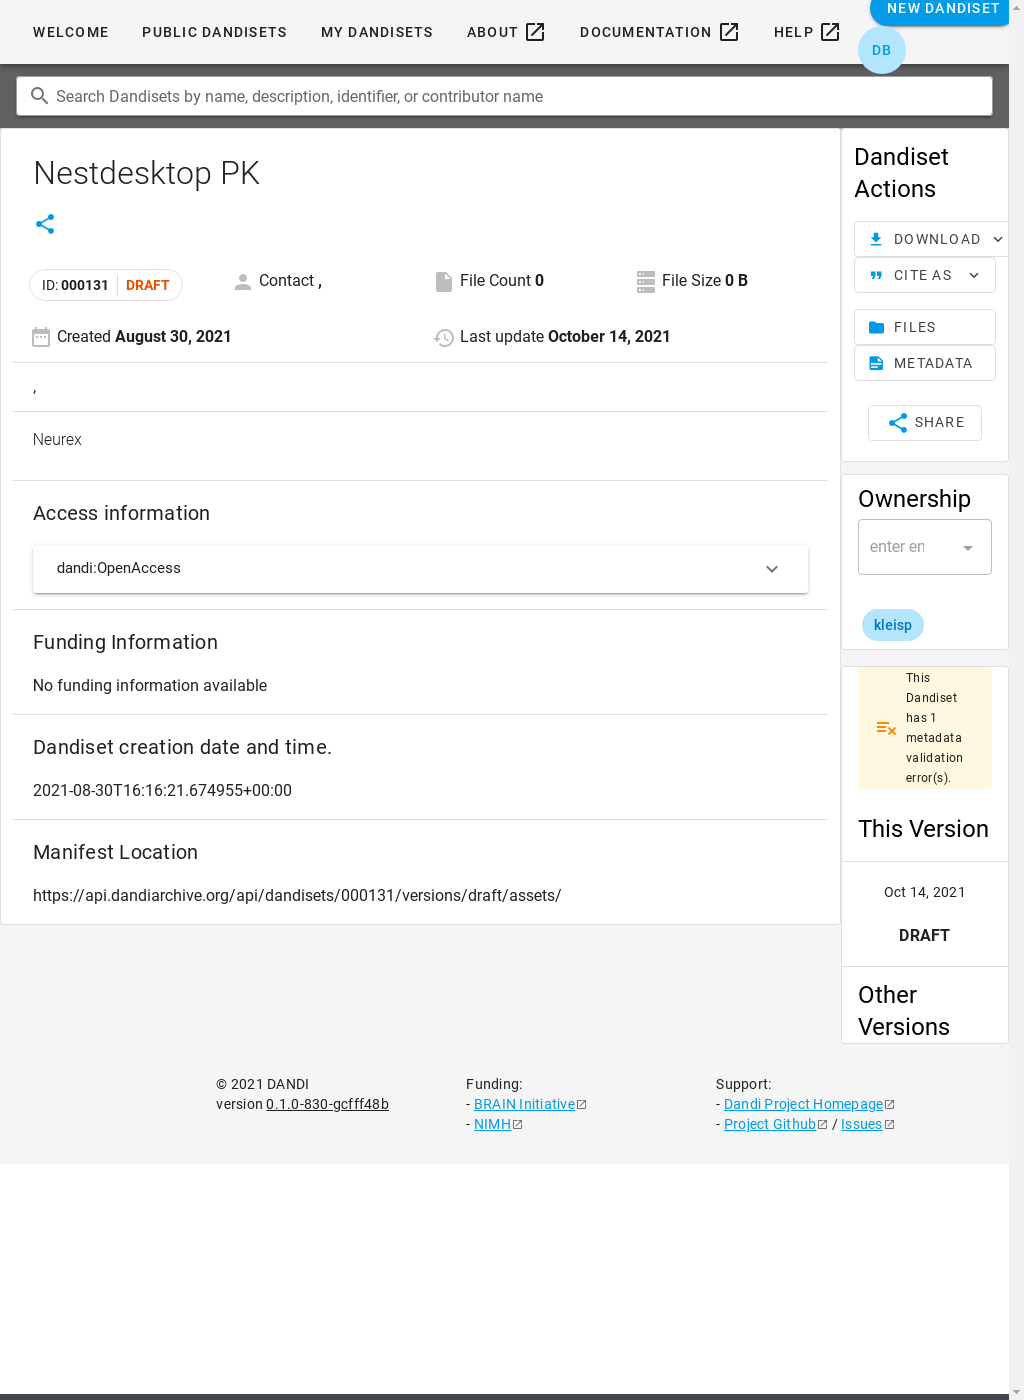 WELCOME PUBLIC DANDISETS MY DANDISETS ABOUT DOCUMENTATION HELP NEW DANDISET
DB
Search Dandisets by name, description, identifier, or contributor name
Nestdesktop PK
ID: 000131 DRAFT
Contact ,
File Count 0
File Size 0 B
Created August 30, 2021
Last update October 14, 2021
,
Neurex
Access information
dandi:OpenAccess
Funding Information
No funding information available
Dandiset creation date and time.
2021-08-30T16:16:21.674955+00:00
Manifest Location
https://api.dandiarchive.org/api/dandisets/000131/versions/draft/assets/
Dandiset
Actions
DOWNLOAD
CITE AS
FILES
METADATA
SHARE
Ownership
enter en
kleisp
This
Dandiset
has 1
metadata
validation
error(s).
This Version
Oct 14, 2021
DRAFT
Other
Versions
© 2021 DANDI
version 0.1.0-830-gcfff48b
Funding:
- BRAIN Initiative
- NIMH
Support:
- Dandi Project Homepage
- Project Github / Issues